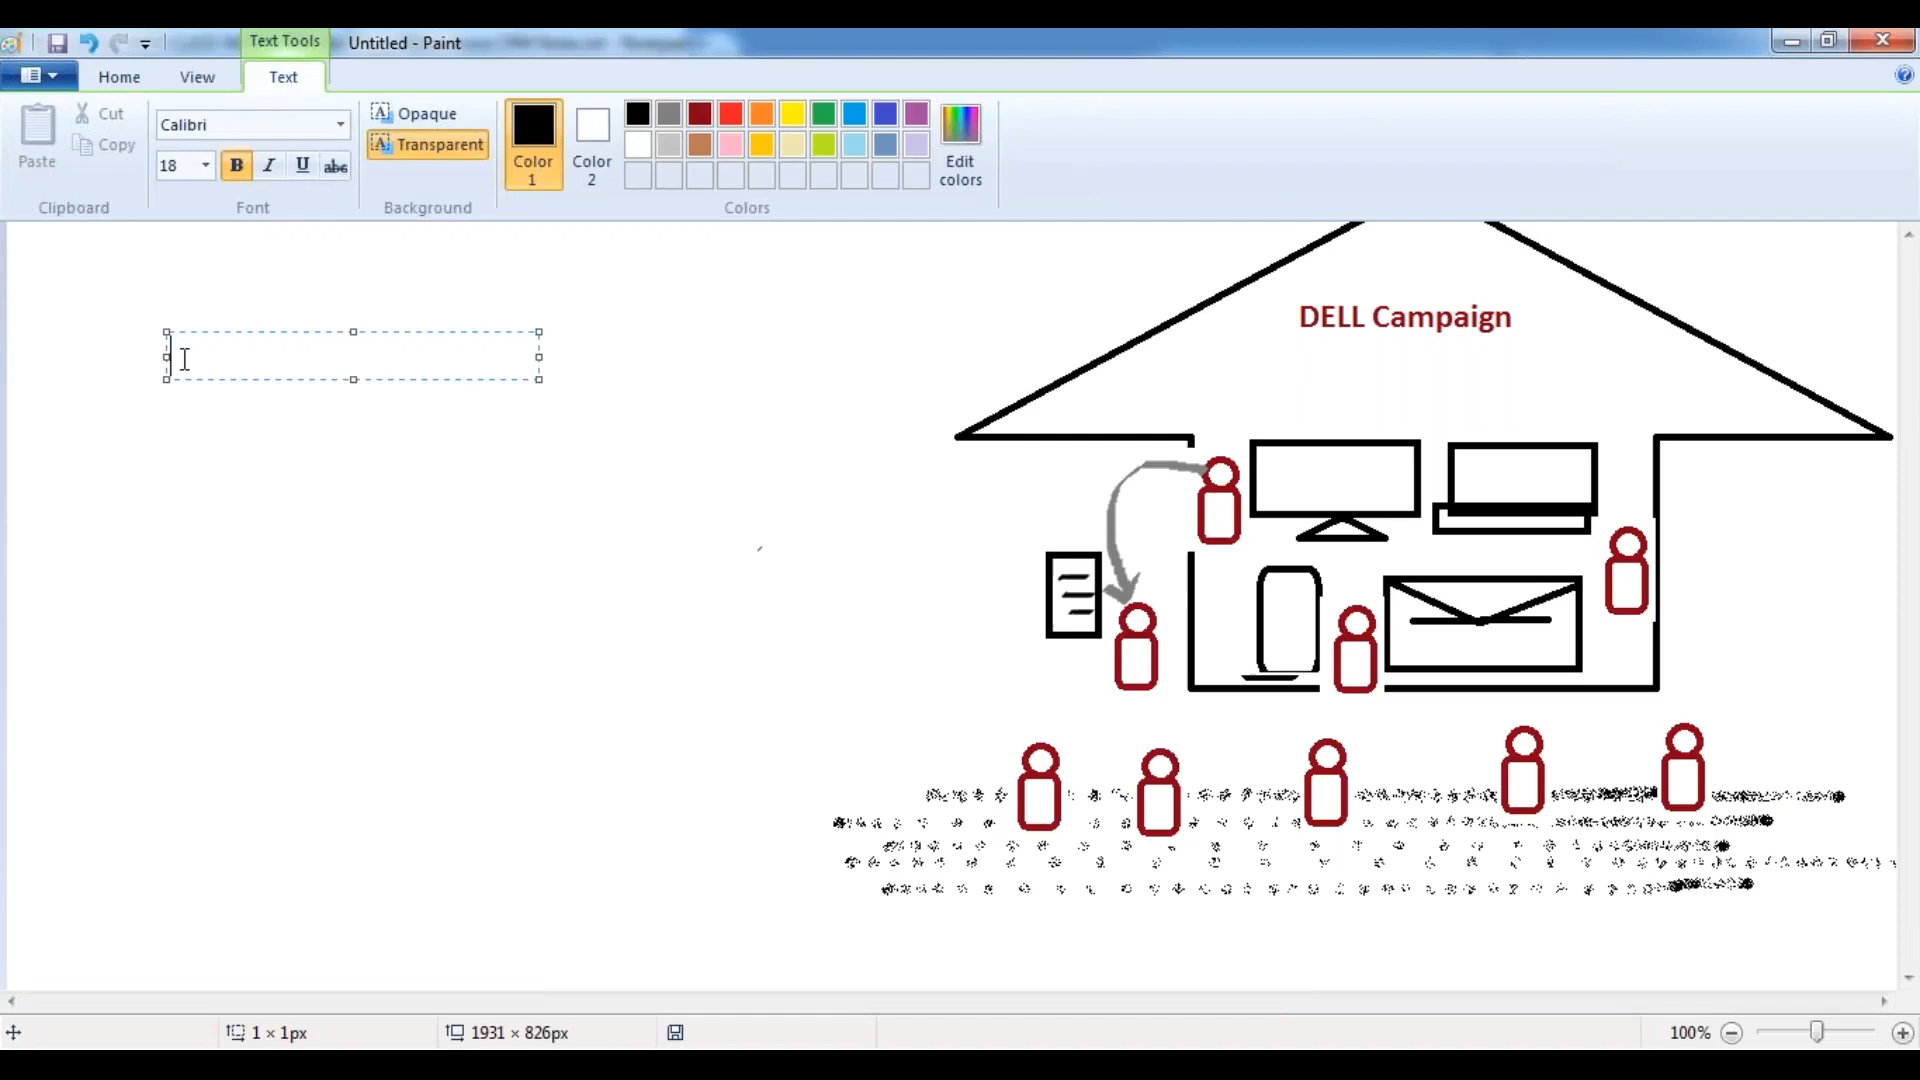 Text Tools
Untitled - Paint
Home
View
Text
Paste
Cut
Copy
Clipboard
Calibri
18
B
I
U
abc
Font
Opaque
Transparent
Background
Color
1
Color
2
Edit
colors
Colors
DELL Campaign
1 × 1px
1931 × 826px
100%